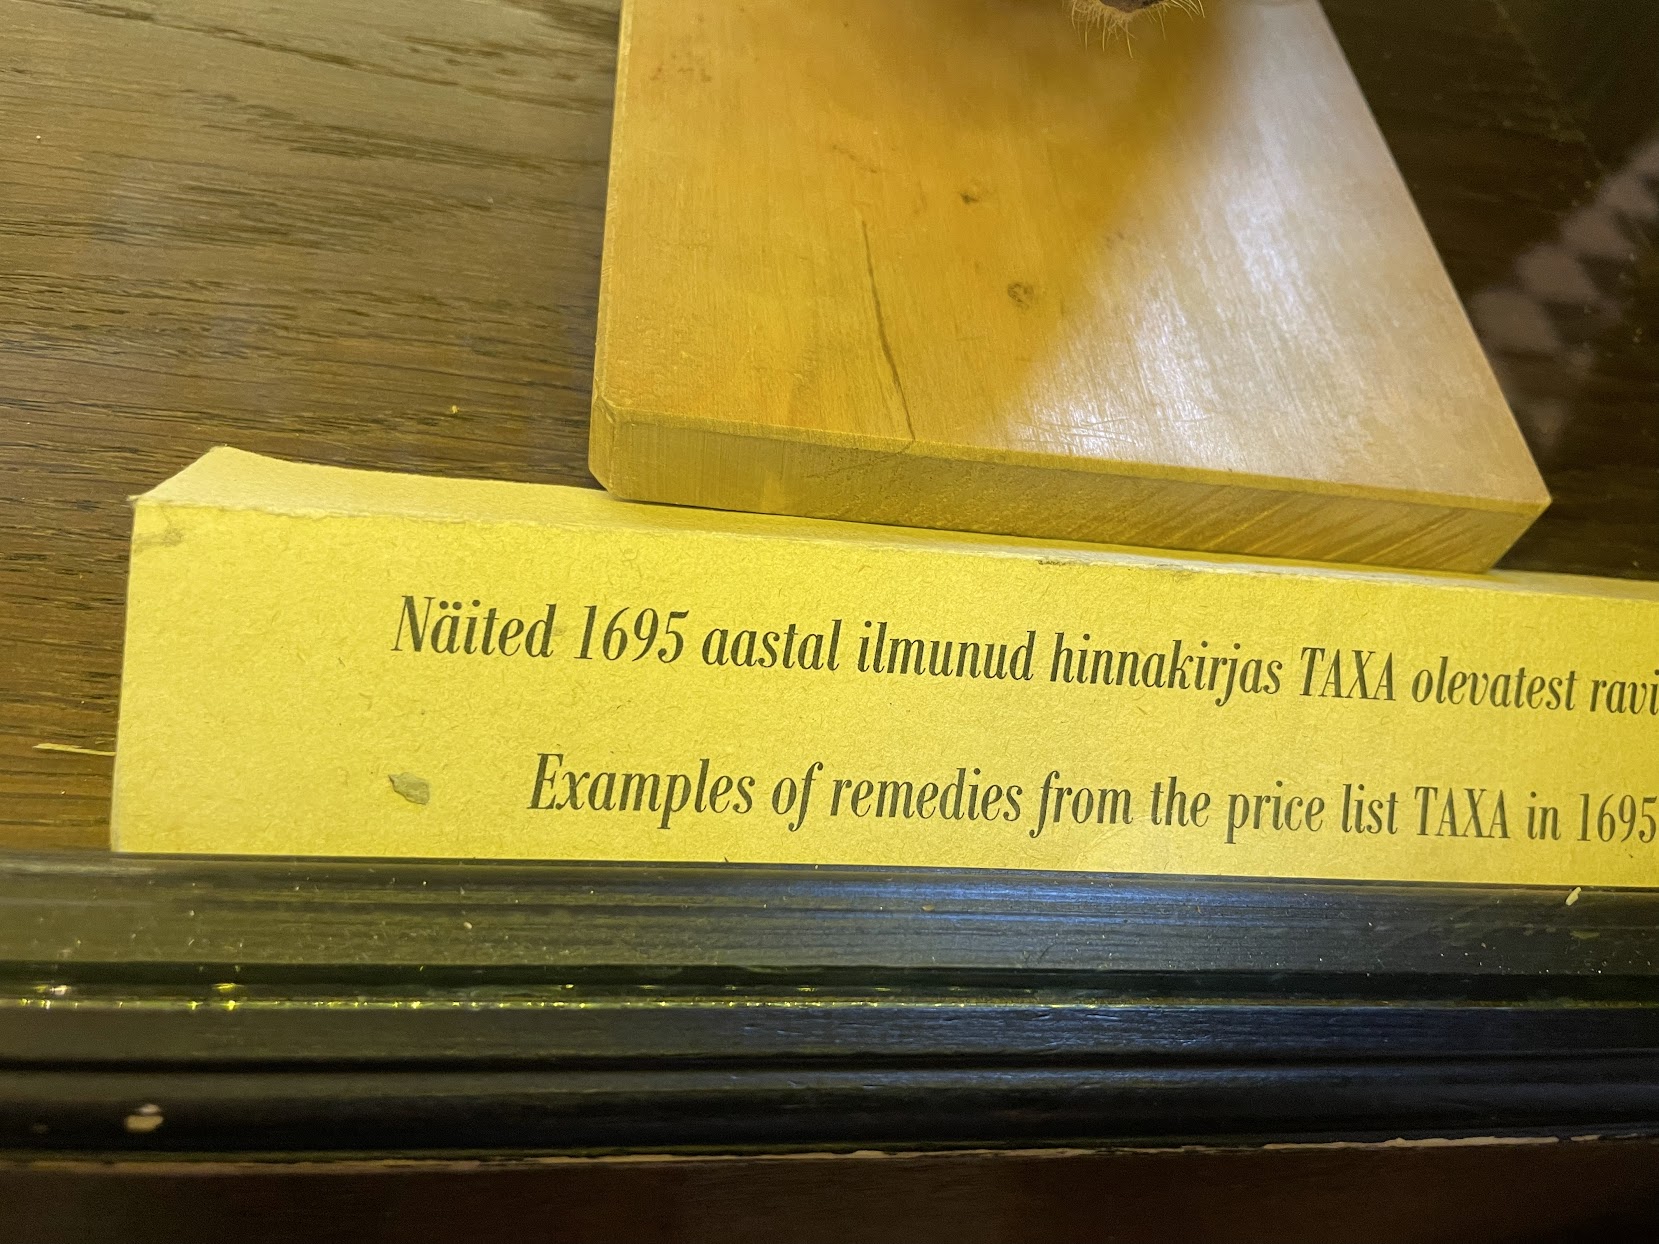 Näited 1695 aastal ilmunud hinnakirjas TAXA olevatest
Examples of remedies from the price list TAXA in 1695